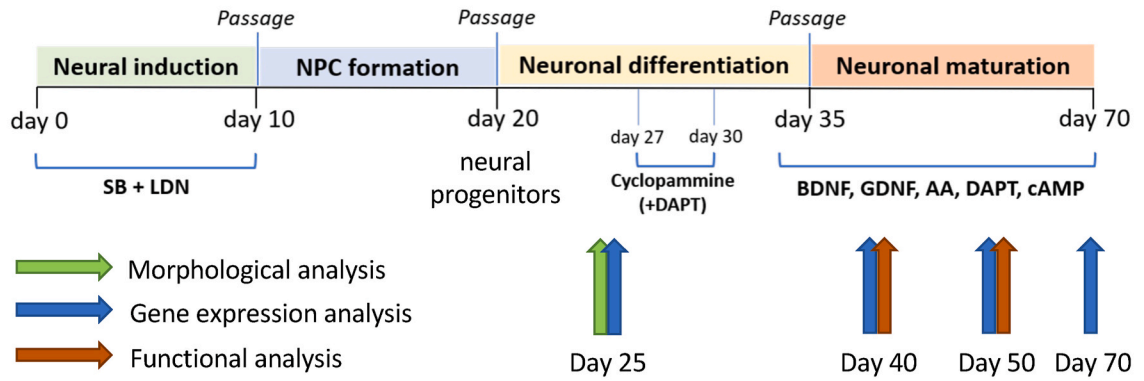 Passage Passage Passage
Neural induction NPC formation Neuronal differentiation Neuronal maturation
day 0 day 10 day 20 day 27 day 30 day 35 day 70
SB + LDN
neural
progenitors
Cyclopammine
(+DAPT)
BDNF, GDNF, AA, DAPT, cAMP
Morphological analysis
Gene expression analysis
Functional analysis
Day 25 Day 40 Day 50 Day 70